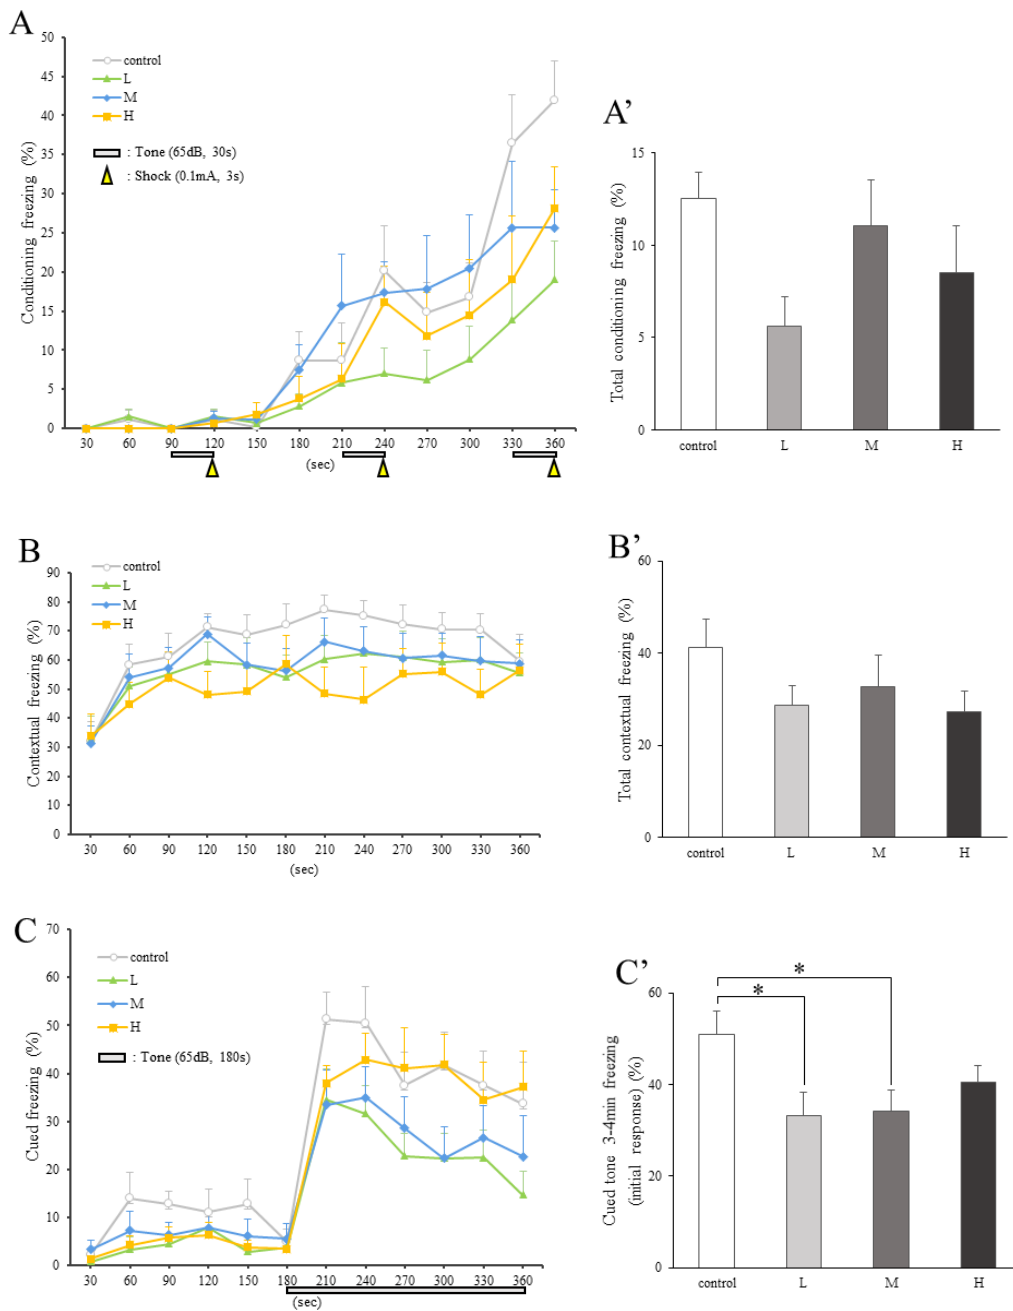 A
50
45
40
35
30
25
20
15
10
5
0
Conditioning freezing (%)
control
L
M
H
: Tone (65dB, 30s)
: Shock (0.1mA, 3s)
30 60 90 120 150 180 210 240 270 300 330 360
(sec)
A’
15
10
5
0
Total conditioning freezing (%)
control L M H
B
90
80
70
60
50
40
30
20
10
0
Contextual freezing (%)
control
L
M
H
30 60 90 120 150 180 210 240 270 300 330 360
(sec)
B’
60
40
20
0
Total contextual freezing (%)
control L M H
C
70
60
50
40
30
20
10
0
Cued freezing (%)
control
L
M
H
: Tone (65dB, 180s)
30 60 90 120 150 180 210 240 270 300 330 360
(sec)
C’
60
40
20
0
Cued tone 3-4min freezing
(initial response) (%)
*
*
control L M H